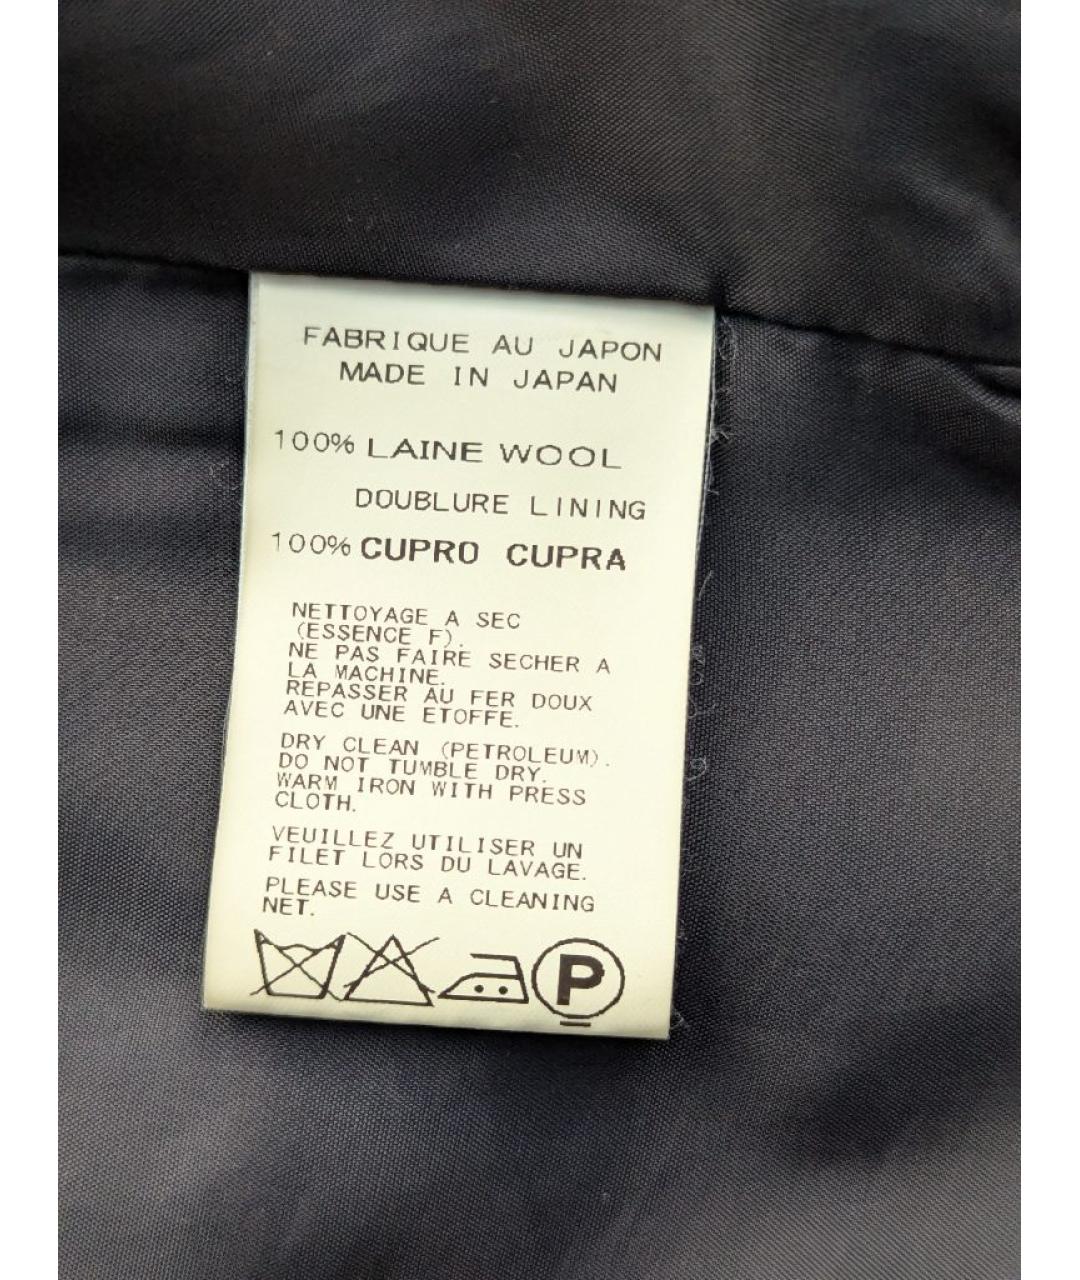 FABRIQUE AU JAPON
MADE IN JAPAN
100% LAINE WOOL
DOUBLURE LINING
100% CUPRO CUPRA
NETTOYAGE A SEC
(ESSENCE F).
NE PAS FAIRE SECHER A
LA MACHINE.
REPASSER AU FER DOUX
AVEC UNE ETOFFE.
DRY CLEAN (PETROLEUM).
DO NOT TUMBLE DRY.
WARM IRON WITH PRESS
CLOTH.
VEUILLEZ UTILISER UN
FILET LORS DU LAVAGE.
PLEASE USE A CLEANING
NET.
P